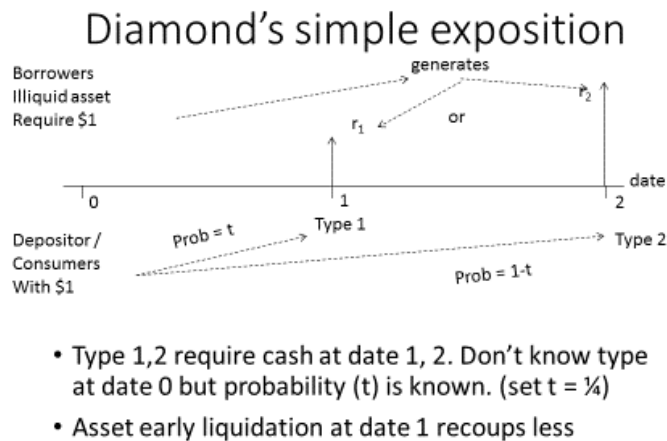 Diamond's simple exposition
Borrowers
Illiquid asset
Require $1
generates
r1
or
r2
date
0
1
2
Depositor /
Consumers
With $1
Prob = t
Type 1
Type 2
Prob = 1-t
• Type 1,2 require cash at date 1, 2. Don't know type
at date 0 but probability (t) is known. (set t = ¼)
• Asset early liquidation at date 1 recoups less